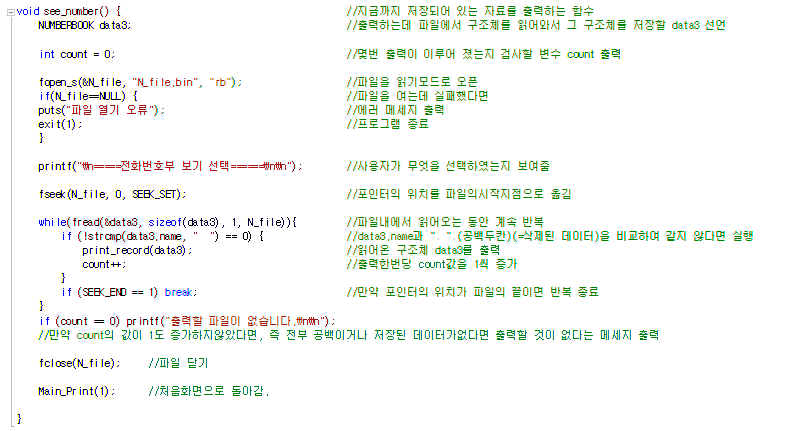 void see_number() { //지금까지 저장되어 있는 자료를 출력하는 함수
NUMBERBOOK data3; //출력하는데 파일에서 구조체를 읽어와서 그 구조체를 저장할 data3 선언
int count = 0; //몇번 출력이 이루어 졌는지 검사할 변수 count 출력
fopen_s(&N_file, "N_file.bin", "rb"); //파일을 읽기모드로 오픈
if(N_file==NULL) { //파일을 여는데 실패했다면
puts("파일 열기 오류"); //에러 메세지 출력
exit(1); //프로그램 종료
}
printf("\n=====전화번호부 보기 선택=====\n\n"); //사용자가 무엇을 선택하였는지 보여줌
fseek(N_file, 0, SEEK_SET); //포인터의 위치를 파일의시작지점으로 옮김
while(fread(&data3, sizeof(data3), 1, N_file)){ //파일내에서 읽어오는 동안 계속 반복
if (!strcmp(data3.name, "  ") == 0) { //data3.name과 "  " (공백두칸)(=삭제된 데이터)을 비교하여 같지 않다면 실행
print_record(data3); //읽어온 구조체 data3를 출력
count++; //출력한번당 count값을 1씩 증가
}
if (SEEK_END == 1) break; //만약 포인터의 위치가 파일의 끝이면 반복 종료
}
if (count == 0) printf("출력할 파일이 없습니다.\n\n");
//만약 count의 값이 1도 증가하지않았다면, 즉 전부 공백이거나 저장된 데이터가없다면 출력할 것이 없다는 메세지 출력
fclose(N_file); //파일 닫기
Main_Print(1); //처음화면으로 돌아감.
}